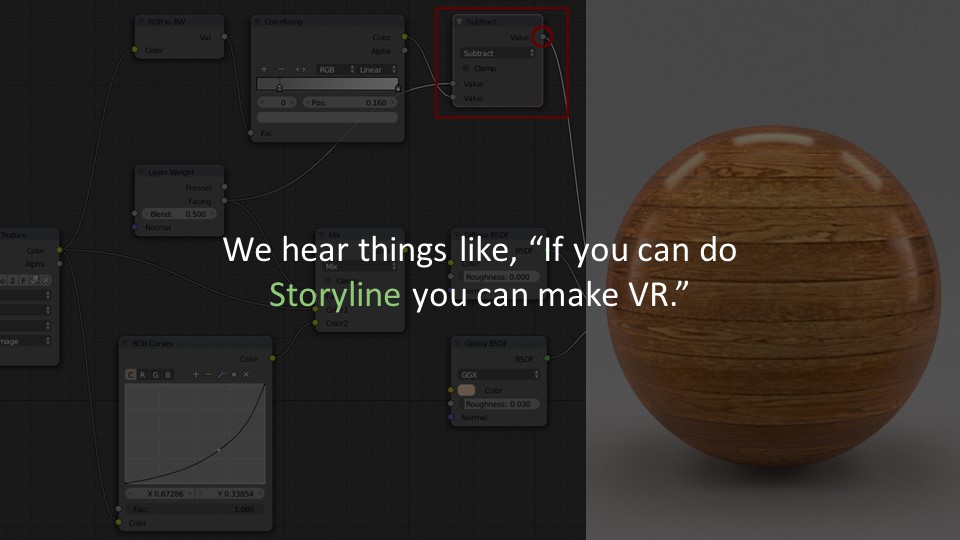 RGB to BW
Val
Color
ColorRamp
Color
Alpha
RGB
Linear
0
Pos: 0.160
Fac
Subtract
Value
Subtract
Clamp
Value
Value
Layer Weight
Fresnel
Facing
Blend: 0.500
Normal
Texture
Color
Alpha
2 F
Mix
Mix
Color2
BSDF
BSDF
Roughness: 0.000
We hear things like, “If you can do
Storyline you can make VR.”
RGB Curves
Color
C R G B
X 0.67286
Y 0.33854
Fac: 1.000
Color
Glossy BSDF
BSDF
GGX
Color
Roughness: 0.030
Normal